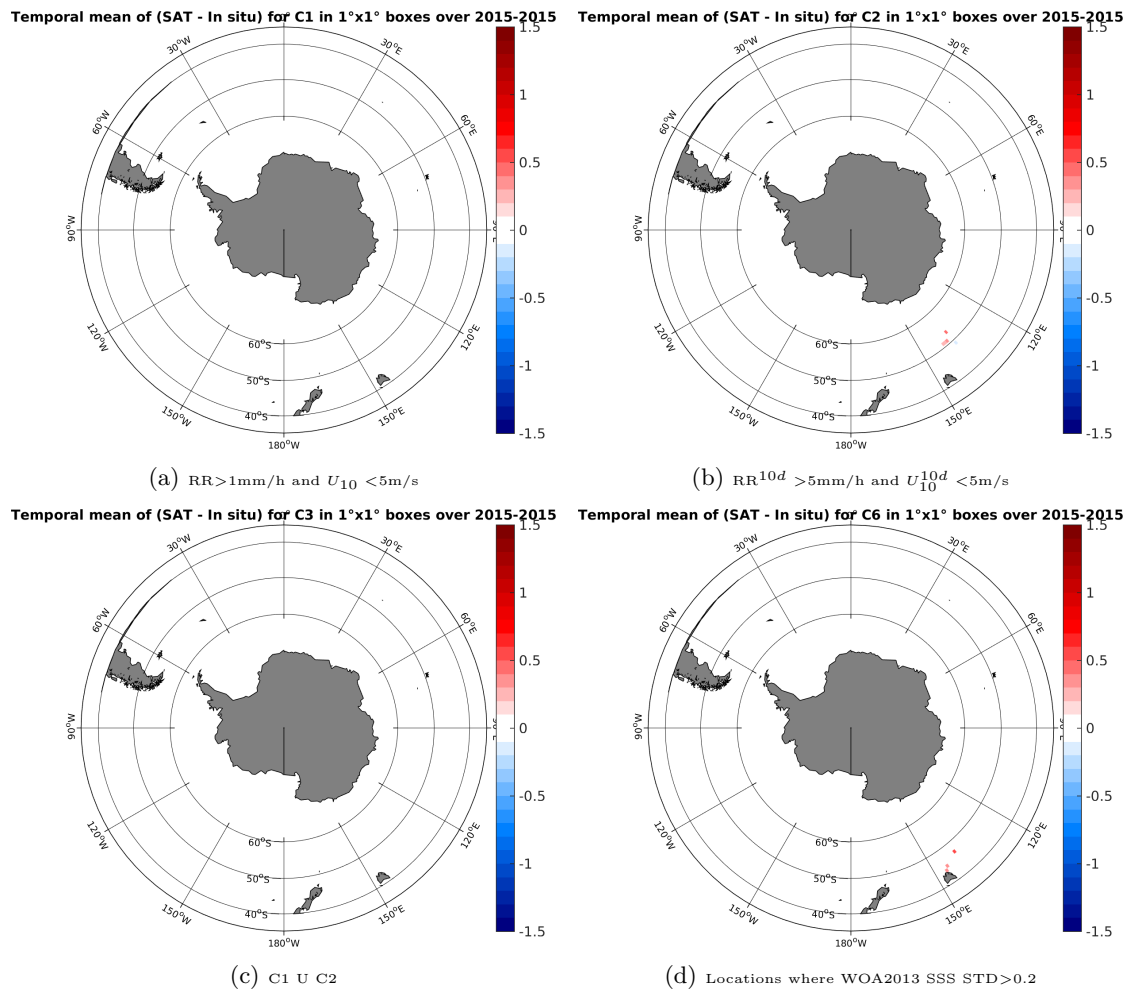 Temporal mean of (SAT - In situ) for C1 in 1°x1° boxes over 2015-2015
30°W
30°E
60°W
60°E
90°W
120°W
120°E
60°S
50°S
40°S
150°W
150°E
180°W
1.5
1
0.5
0
-0.5
-1
-1.5
(a) RR>1mm/h and U10 <5m/s
Temporal mean of (SAT - In situ) for C2 in 1°x1° boxes over 2015-2015
30°W
30°E
60°W
60°E
90°W
120°W
120°E
60°S
50°S
40°S
150°W
150°E
180°W
1.5
1
0.5
0
-0.5
-1
-1.5
(b) RR^10d >5mm/h and U10^10d <5m/s
Temporal mean of (SAT - In situ) for C3 in 1°x1° boxes over 2015-2015
30°W
30°E
60°W
60°E
90°W
120°W
120°E
60°S
50°S
40°S
150°W
150°E
180°W
1.5
1
0.5
0
-0.5
-1
-1.5
(c) C1 U C2
Temporal mean of (SAT - In situ) for C6 in 1°x1° boxes over 2015-2015
30°W
30°E
60°W
60°E
90°W
120°W
120°E
60°S
50°S
40°S
150°W
150°E
180°W
1.5
1
0.5
0
-0.5
-1
-1.5
(d) Locations where WOA2013 SSS STD>0.2